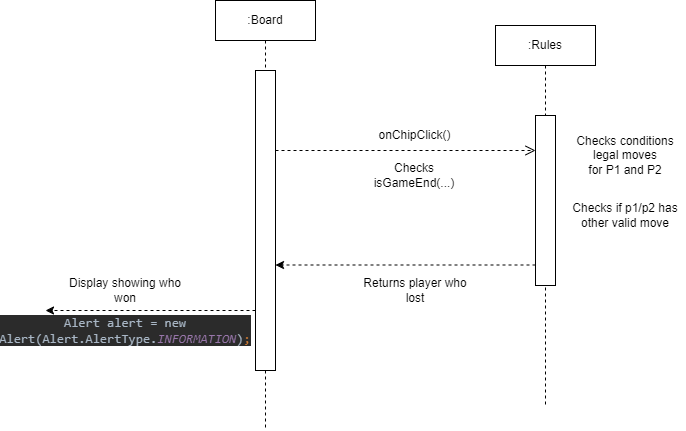 :Board
:Rules
onChipClick()
Checks
isGameEnd(...)
Checks conditions
legal moves
for P1 and P2
Checks if p1/p2 has
other valid move
Returns player who
lost
Display showing who
won
Alert alert = new
Alert(Alert.AlertType.INFORMATION);